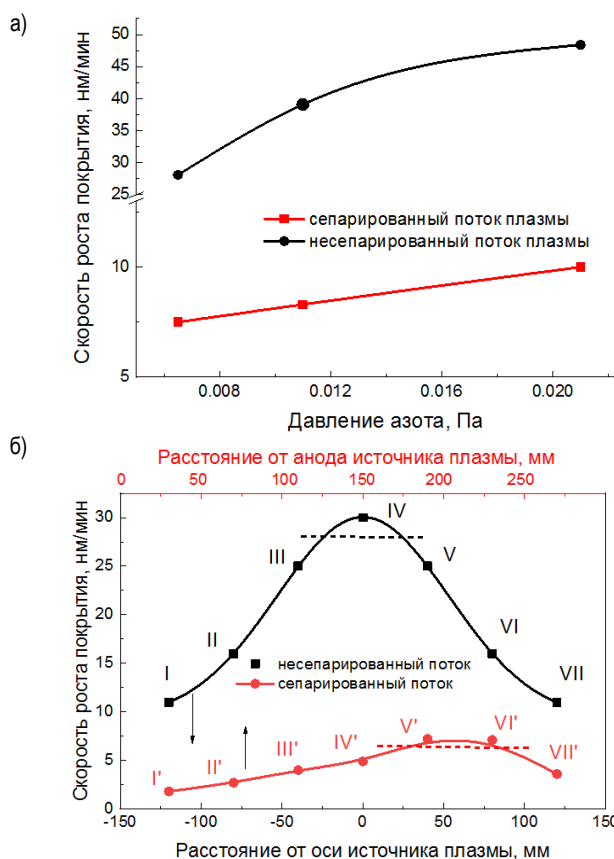 а)
Скорость роста покрытия, нм/мин
50
45
40
35
30
25
10
5
сепарированный поток плазмы
несепарированный поток плазмы
0.008 0.012 0.016 0.020
Давление азота, Па
б)
Расстояние от анода источника плазмы, мм
0 50 100 150 200 250
Скорость роста покрытия, нм/мин
30
25
20
15
10
5
0
IV
III V
II VI
I VII
несепарированный поток
сепарированный поток
I' II' III' IV' V' VI' VII'
-150 -100 -50 0 50 100 150
Расстояние от оси источника плазмы, мм